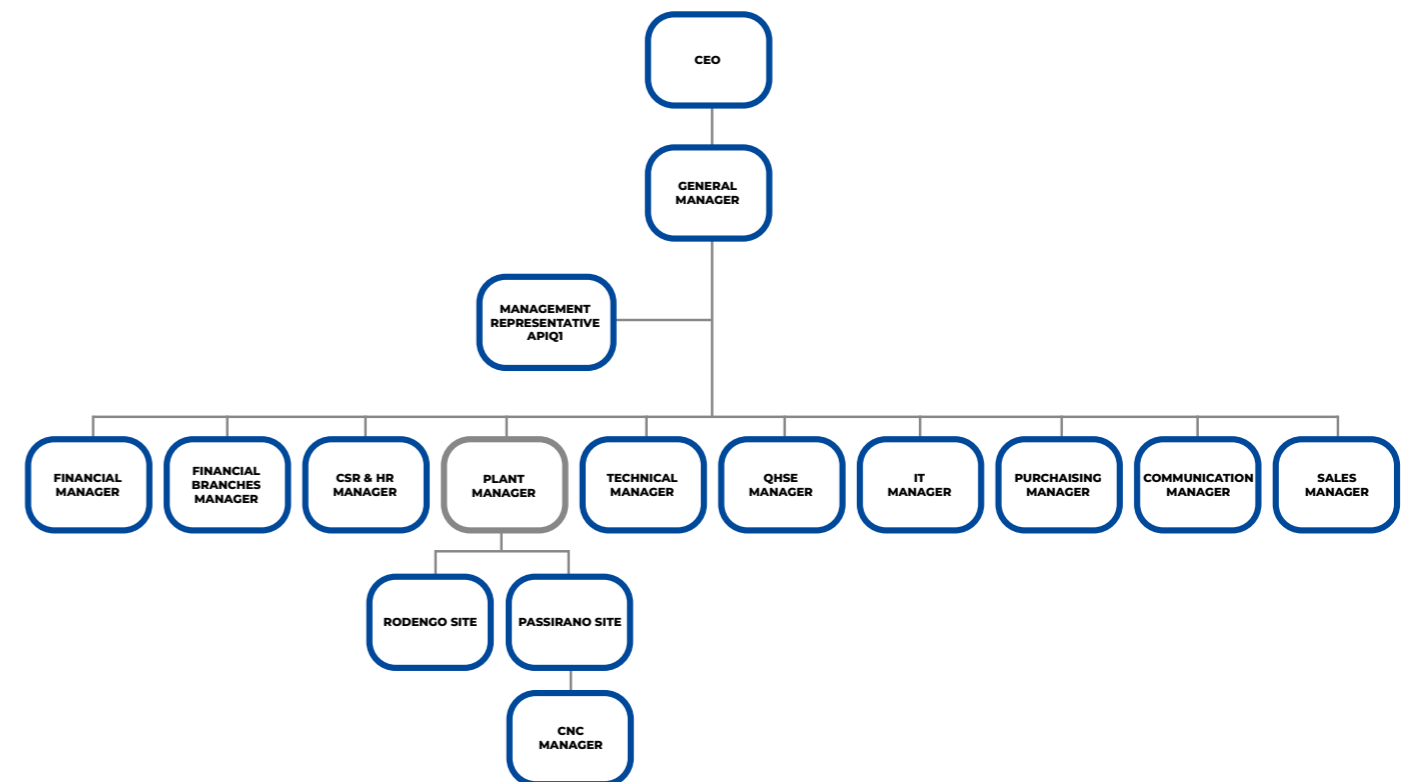 CEO
GENERAL
MANAGER
MANAGEMENT
REPRESENTATIVE
APIQ1
FINANCIAL
MANAGER
FINANCIAL
BRANCHES
MANAGER
CSR & HR
MANAGER
PLANT
MANAGER
TECHNICAL
MANAGER
QHSE
MANAGER
IT
MANAGER
PURCHAISING
MANAGER
COMMUNICATION
MANAGER
SALES
MANAGER
RODENGO SITE
PASSIRANO SITE
CNC
MANAGER